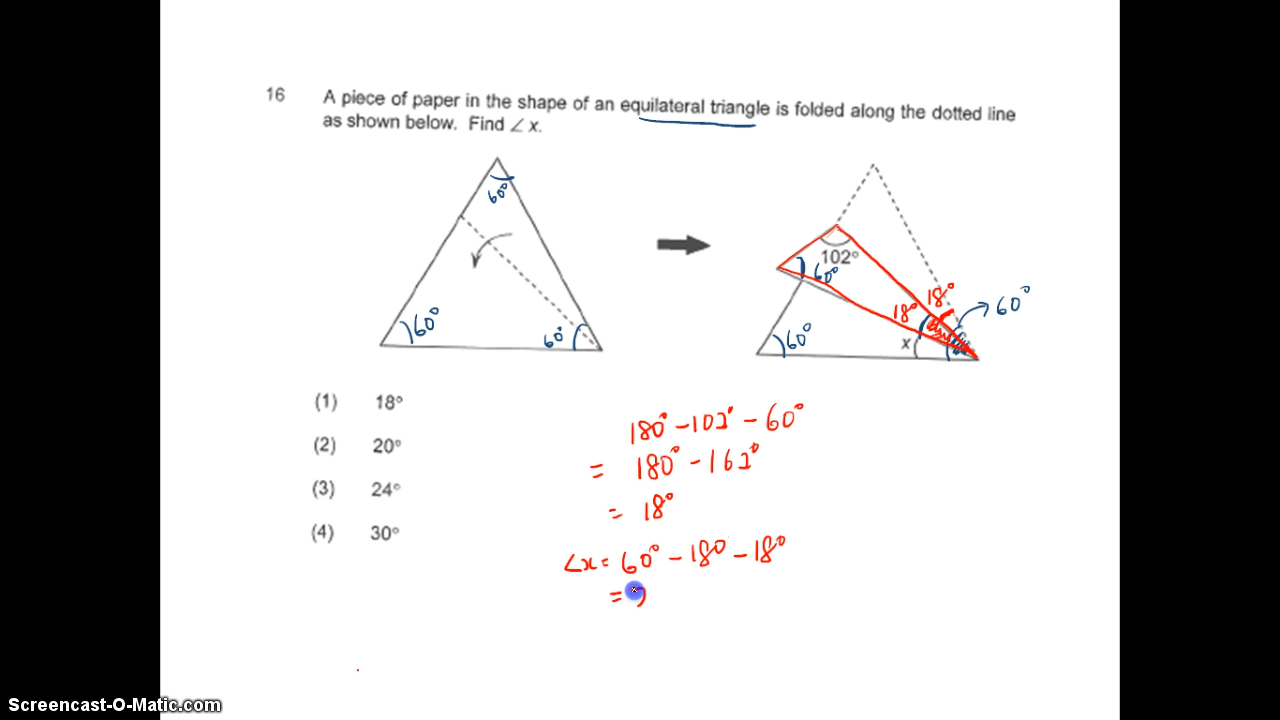 16 A piece of paper in the shape of an equilateral triangle is folded along the dotted line
as shown below. Find ∠ x.
60°
60°
60°
102°
60°
18°
18°
60°
60°
x
(1) 18°
(2) 20°
(3) 24°
(4) 30°
180° - 102° - 60°
= 180° - 162°
= 18°
∠x = 60° - 180 - 18°
=
Screencast-O-Matic.com